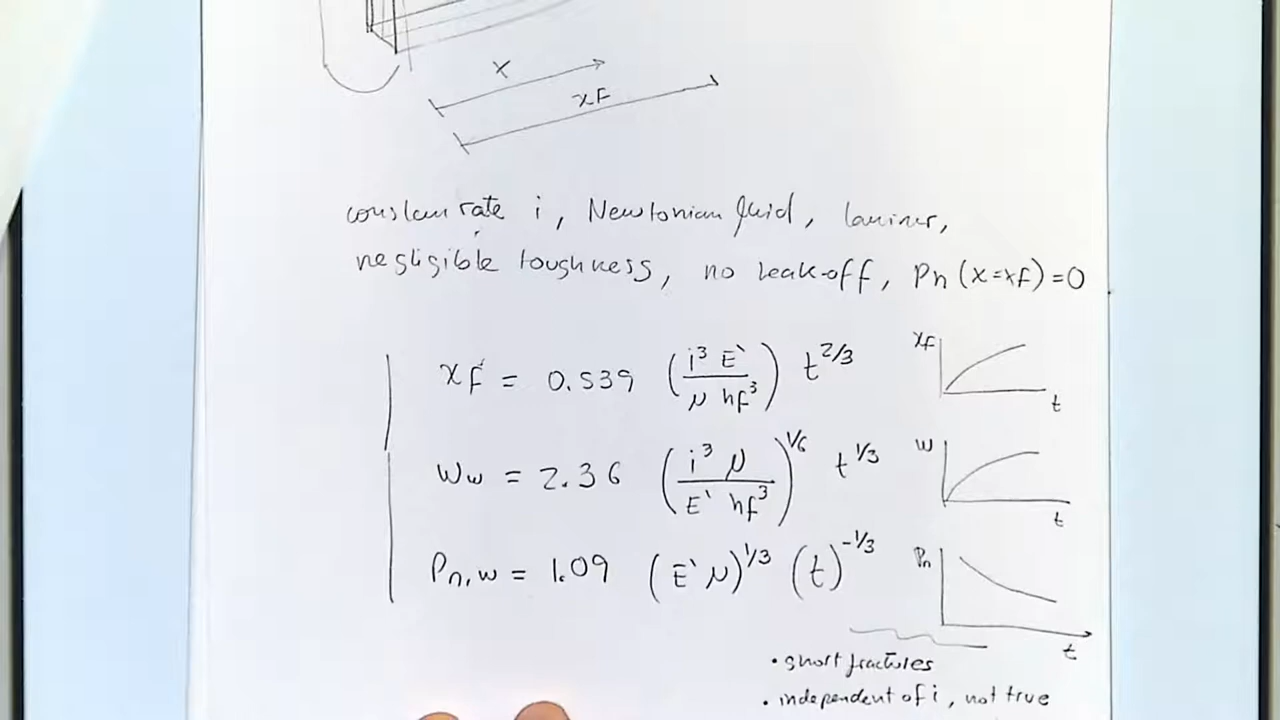 x
xF
constant rate i, Newtonian fluid, laminar,
negligible toughness, no leak-off, Pn (x=xf)=0
xf = 0.539 (i³ E' / μ hf³) t^2/3
xf
t
Ww = 2.36 (i³ μ / E' hf³)^1/6 t^1/3
W
t
Pn,w = 1.09 (E' μ)^1/3 (t)^-1/3
Pn
t
• short fractures
• independent of i, not true